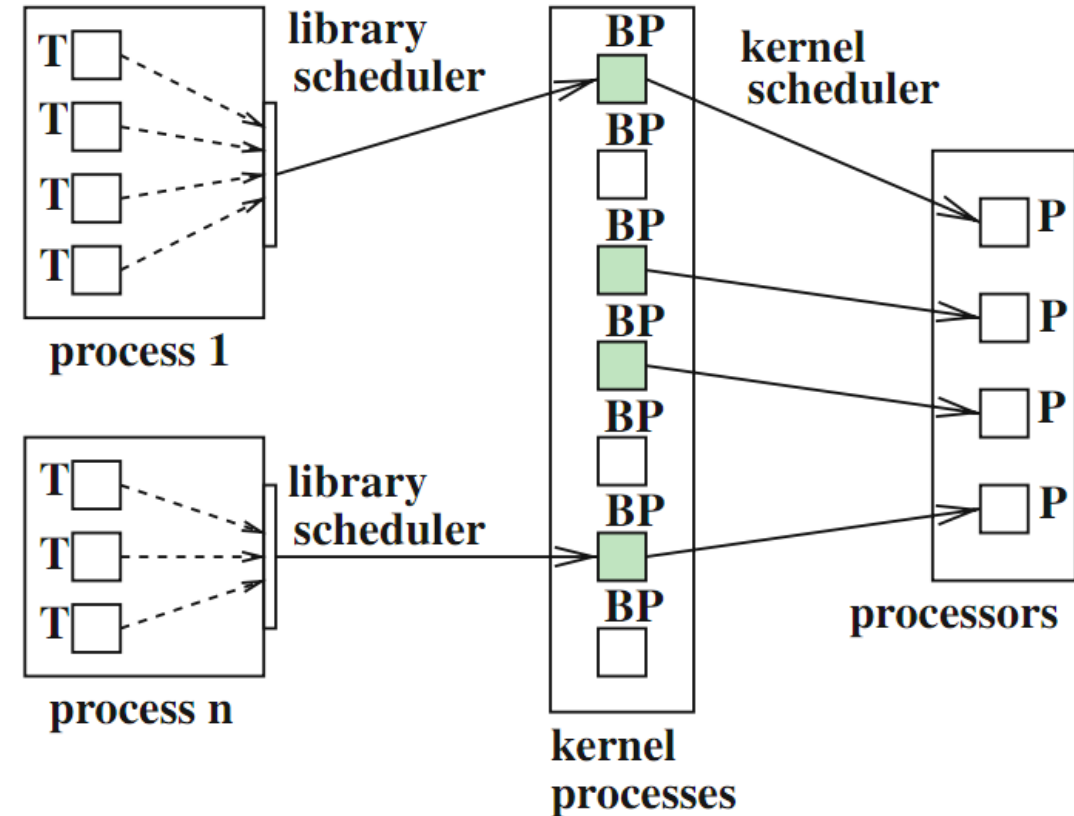 T
T
T
T
process 1
library
scheduler
T
T
T
process n
library
scheduler
BP
BP
BP
BP
BP
BP
BP
kernel
processes
kernel
scheduler
P
P
P
P
processors